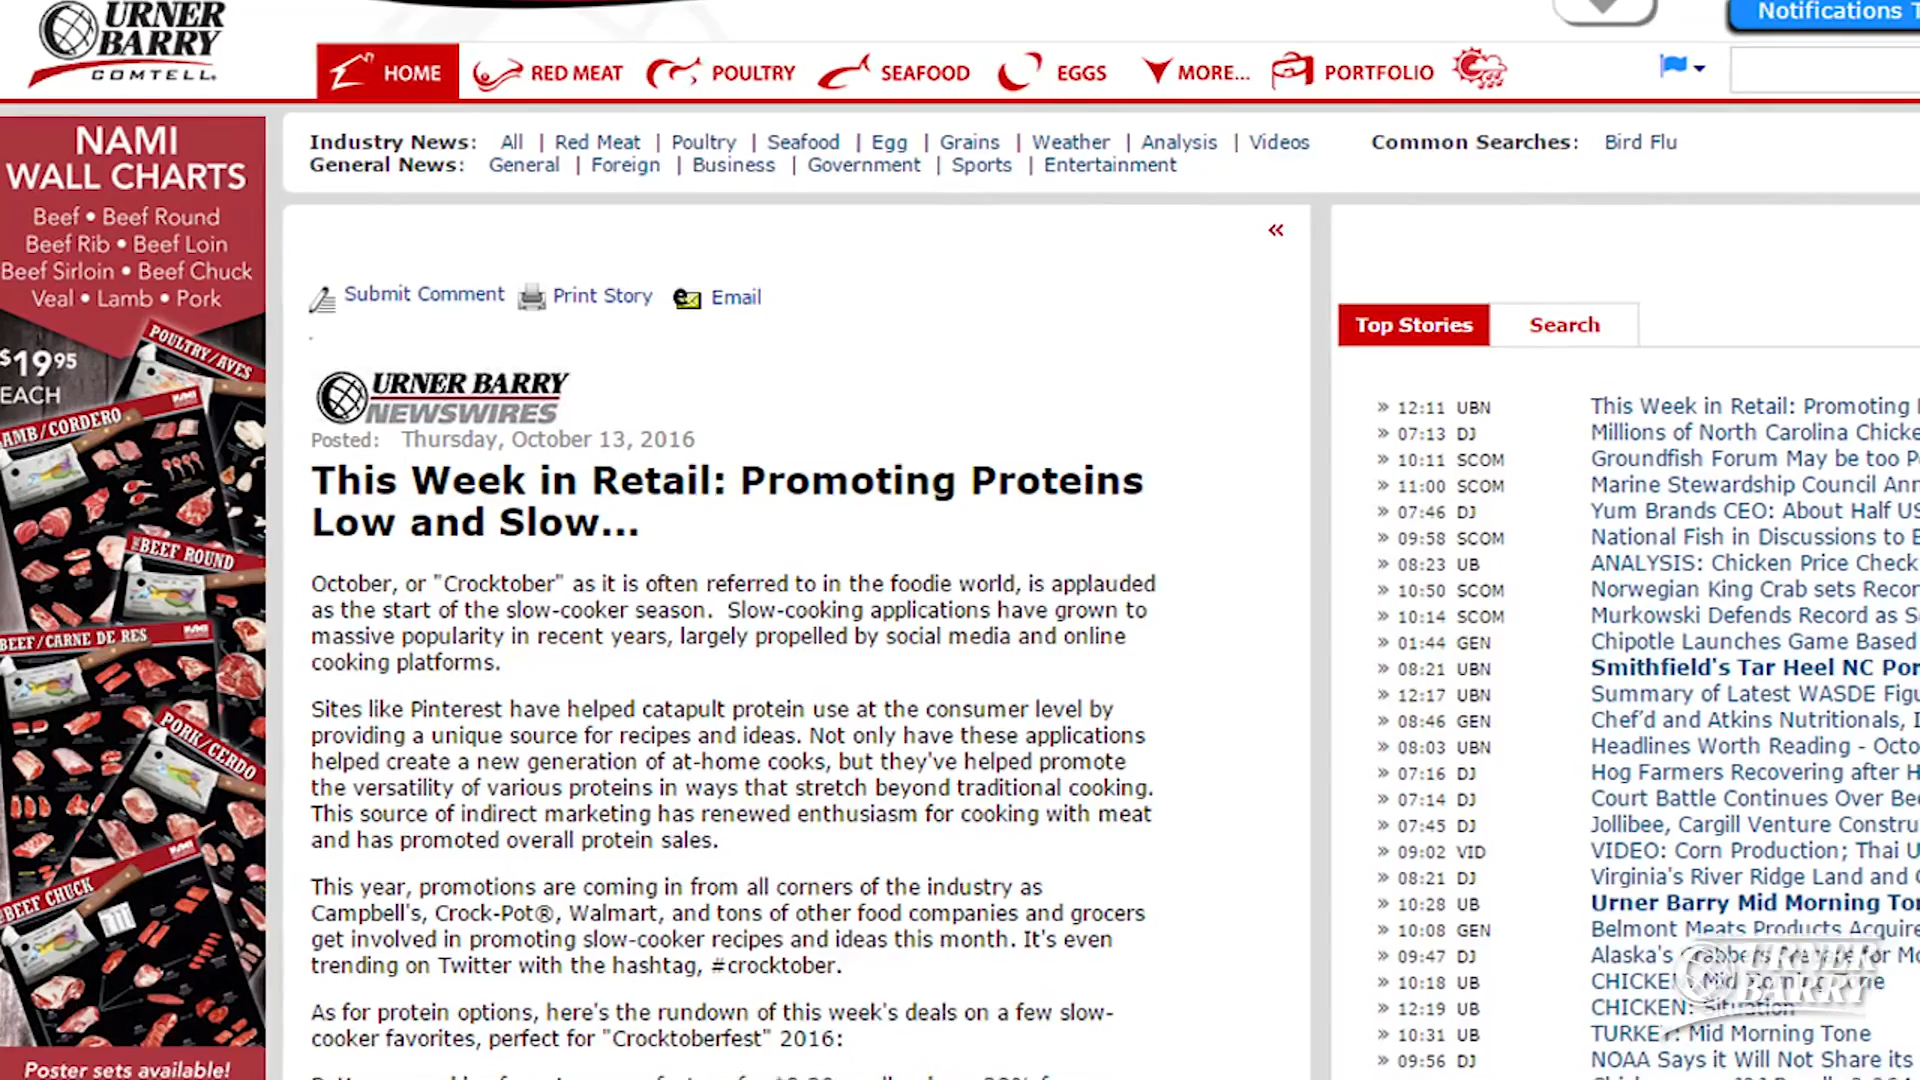 URNER
BARRY
COMTELL
Notifications
HOME
RED MEAT
POULTRY
SEAFOOD
EGGS
MORE...
PORTFOLIO
Industry News: All | Red Meat | Poultry | Seafood | Egg | Grains | Weather | Analysis | Videos
Common Searches: Bird Flu
General News: General | Foreign | Business | Government | Sports | Entertainment
NAMI
WALL CHARTS
Beef • Beef Round
Beef Rib • Beef Loin
Beef Sirloin • Beef Chuck
Veal • Lamb • Pork
$19.95
EACH
POULTRY/AVES
LAMB/CORDERO
BEEF ROUND
BEEF/CARNE DE RES
PORK/CERDO
BEEF CHUCK
Poster sets available!
«
Submit Comment
Print Story
Email
URNER BARRY
NEWSWIRES
Posted: Thursday, October 13, 2016
This Week in Retail: Promoting Proteins
Low and Slow...
October, or "Crocktober" as it is often referred to in the foodie world, is applauded
as the start of the slow-cooker season. Slow-cooking applications have grown to
massive popularity in recent years, largely propelled by social media and online
cooking platforms.
Sites like Pinterest have helped catapult protein use at the consumer level by
providing a unique source for recipes and ideas. Not only have these applications
helped create a new generation of at-home cooks, but they've helped promote
the versatility of various proteins in ways that stretch beyond traditional cooking.
This source of indirect marketing has renewed enthusiasm for cooking with meat
and has promoted overall protein sales.
This year, promotions are coming in from all corners of the industry as
Campbell's, Crock-Pot®, Walmart, and tons of other food companies and grocers
get involved in promoting slow-cooker recipes and ideas this month. It's even
trending on Twitter with the hashtag, #crocktober.
As for protein options, here's the rundown of this week's deals on a few slow-
cooker favorites, perfect for "Crocktoberfest" 2016:
Top Stories
Search
» 12:11 UBN This Week in Retail: Promoting
» 07:13 DJ Millions of North Carolina Chicke
» 10:11 SCOM Groundfish Forum May be too P
» 11:00 SCOM Marine Stewardship Council Ann
» 07:46 DJ Yum Brands CEO: About Half US
» 09:58 SCOM National Fish in Discussions to
» 08:23 UB ANALYSIS: Chicken Price Check
» 10:50 SCOM Norwegian King Crab sets Recor
» 10:14 SCOM Murkowski Defends Record as S
» 01:44 GEN Chipotle Launches Game Based
» 08:21 UBN Smithfield's Tar Heel NC Por
» 12:17 UBN Summary of Latest WASDE Figu
» 08:46 GEN Chef'd and Atkins Nutritionals, I
» 08:03 UBN Headlines Worth Reading - Octo
» 07:16 DJ Hog Farmers Recovering after H
» 07:14 DJ Court Battle Continues Over Bee
» 07:45 DJ Jollibee, Cargill Venture Constru
» 09:02 VID VIDEO: Corn Production; Thai U
» 08:21 DJ Virginia's River Ridge Land and
» 10:28 UB Urner Barry Mid Morning Ton
» 10:08 GEN Belmont Meats Products Acquire
» 09:47 DJ Alaska's Crabbers Prepare for Mo
» 10:18 UB CHICKEN: Mid Morning Tone
» 12:19 UB CHICKEN: Situation
» 10:31 UB TURKEY: Mid Morning Tone
» 09:56 DJ NOAA Says it Will Not Share its
URNER
BARRY